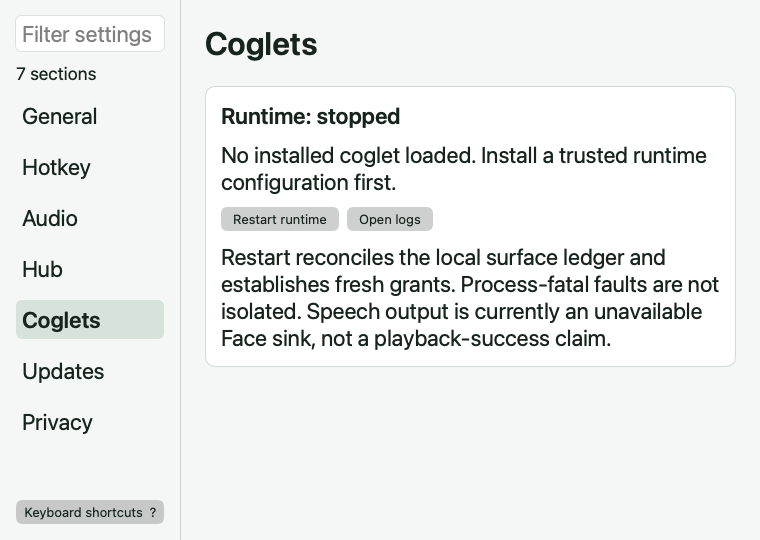 Filter settings
7 sections
General
Hotkey
Audio
Hub
Coglets
Updates
Privacy
Keyboard shortcuts ?
Coglets
Runtime: stopped
No installed coglet loaded. Install a trusted runtime
configuration first.
Restart runtime
Open logs
Restart reconciles the local surface ledger and
establishes fresh grants. Process-fatal faults are not
isolated. Speech output is currently an unavailable
Face sink, not a playback-success claim.